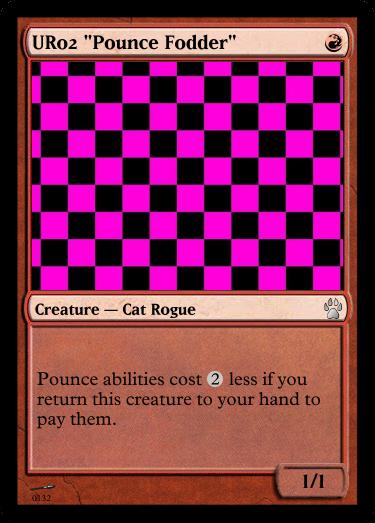 UR02 "Pounce Fodder"
Creature — Cat Rogue
Pounce abilities cost 2 less if you
return this creature to your hand to
pay them.
1/1
0132